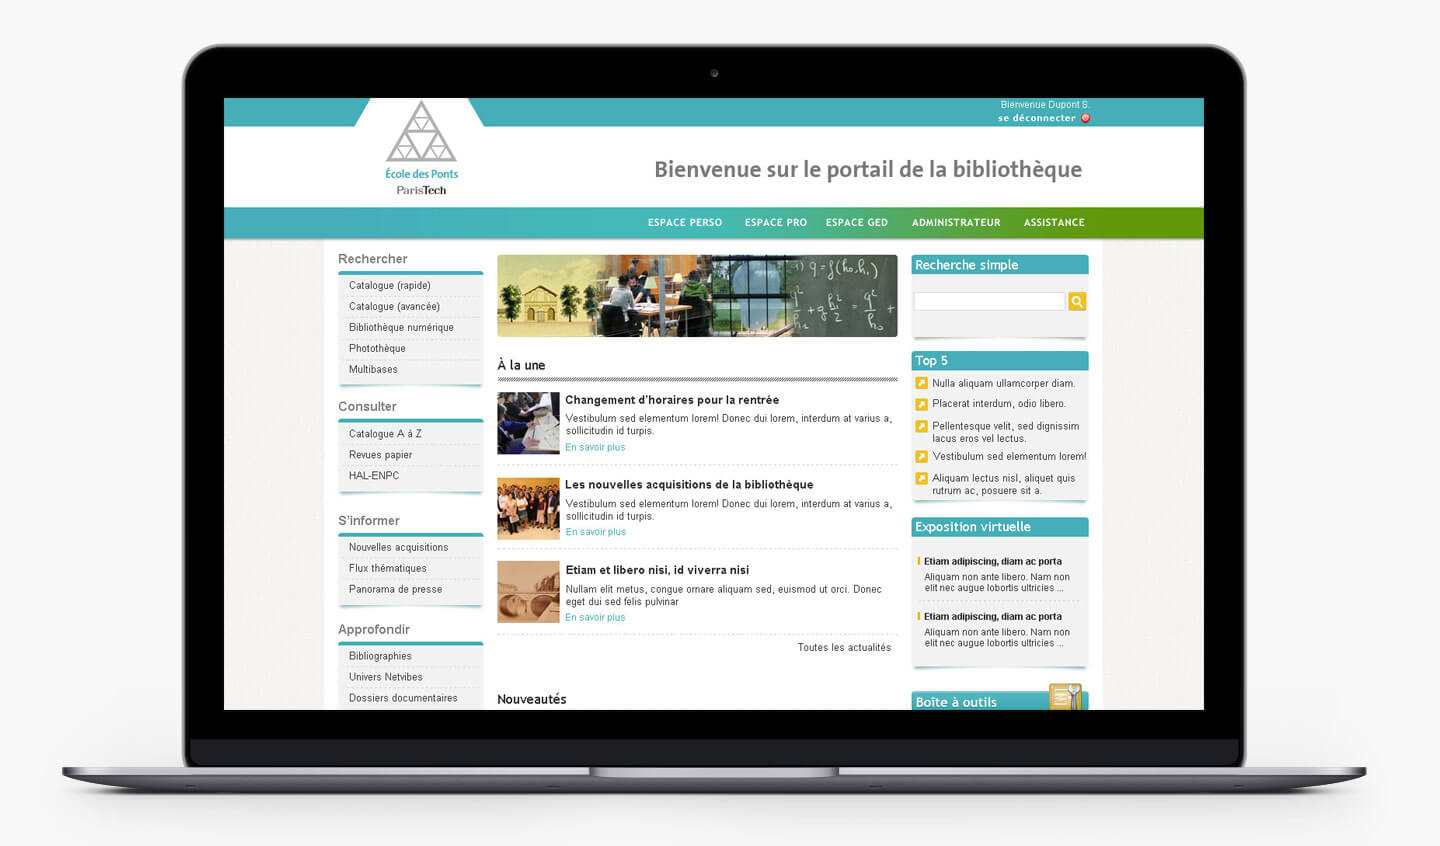 Bienvenue Dupont S.
se déconnecter
École des Ponts
ParisTech
Bienvenue sur le portail de la bibliothèque
ESPACE PERSO ESPACE PRO ESPACE GED ADMINISTRATEUR ASSISTANCE
Rechercher
Catalogue (rapide)
Catalogue (avancée)
Bibliothèque numérique
Photothèque
Multibases
Consulter
Catalogue A à Z
Revues papier
HAL-ENPC
S'informer
Nouvelles acquisitions
Flux thématiques
Panorama de presse
Approfondir
Bibliographies
Univers Netvibes
Dossiers documentaires
À la une
Changement d'horaires pour la rentrée
Vestibulum sed elementum lorem! Donec dui lorem, interdum at varius a,
sollicitudin id turpis.
En savoir plus
Les nouvelles acquisitions de la bibliothèque
Vestibulum sed elementum lorem! Donec dui lorem, interdum at varius a,
sollicitudin id turpis.
En savoir plus
Etiam et libero nisi, id viverra nisi
Nullam elit metus, congue ornare aliquam sed, euismod ut orci. Donec
eget dui sed felis pulvinar
En savoir plus
Toutes les actualités
Nouveautés
Recherche simple
Top 5
Nulla aliquam ullamcorper diam.
Placerat interdum, odio libero.
Pellentesque velit, sed dignissim
lacus eros vel lectus.
Vestibulum sed elementum lorem!
Aliquam lectus nisl, aliquet quis
rutrum ac, posuere sit a.
Exposition virtuelle
Etiam adipiscing, diam ac porta
Aliquam non ante libero. Nam non
elit nec augue lobortis ultricies ...
Etiam adipiscing, diam ac porta
Aliquam non ante libero. Nam non
elit nec augue lobortis ultricies ...
Boîte à outils